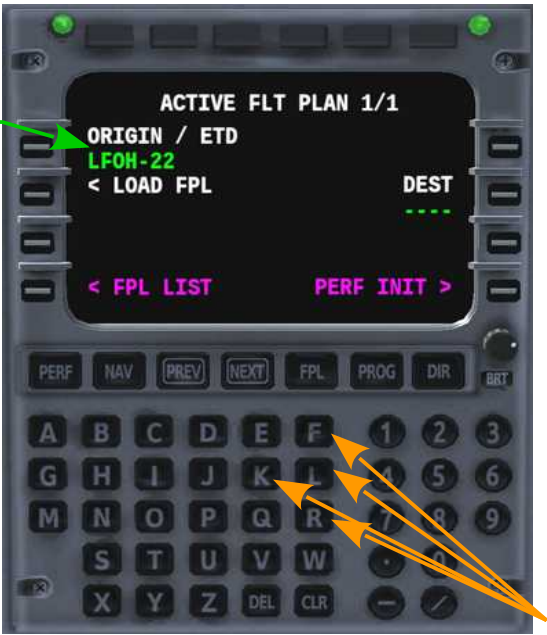 ACTIVE FLT PLAN 1/1
ORIGIN / ETD
LFOH-22
< LOAD FPL DEST
----
< FPL LIST PERF INIT >
PERF NAV PREV NEXT FPL PROG DIR BRT
A B C D E F 1 2 3
G H I J K L 4 5 6
M N O P Q R 7 8 9
S T U V W . 0
X Y Z DEL CLR - /